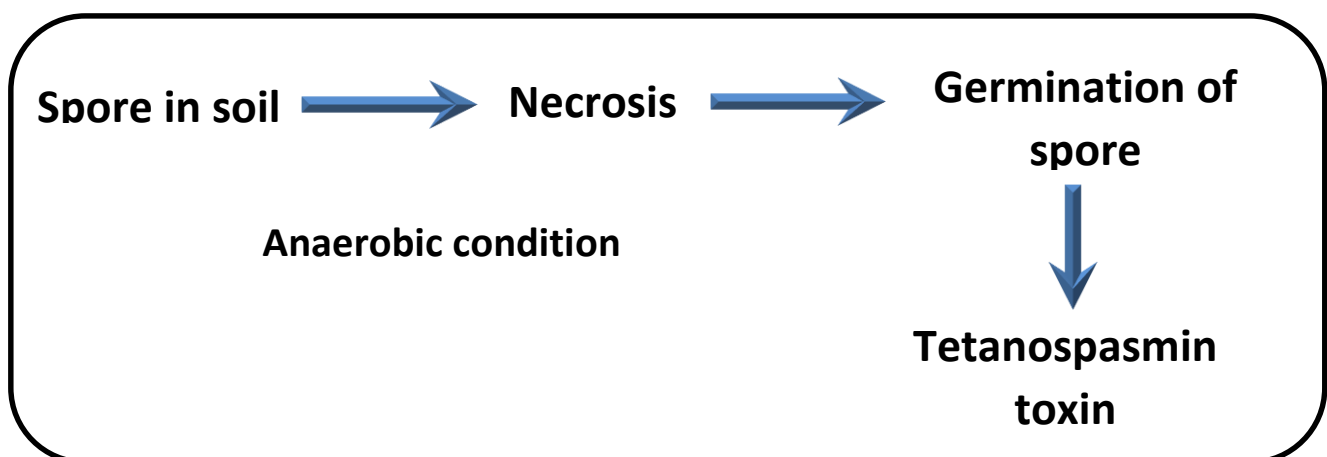 Spore in soil
Necrosis
Germination of
spore
Anaerobic condition
Tetanospasmin
toxin